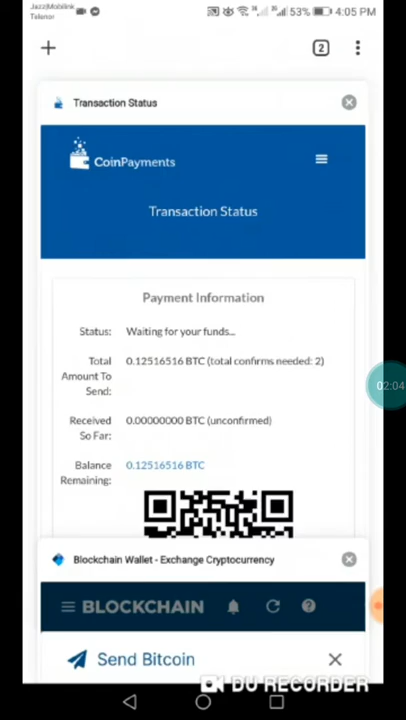 Jazz|Mobilink
Talenor
53% 4:05 PM
2
Transaction Status
CoinPayments
Transaction Status
Payment Information
Status: Waiting for your funds...
Total Amount To Send: 0.12516516 BTC (total confirms needed: 2)
Received So Far: 0.00000000 BTC (unconfirmed)
Balance Remaining: 0.12516516 BTC
02:04
Blockchain Wallet - Exchange Cryptocurrency
BLOCKCHAIN
Send Bitcoin
DU RECORDER